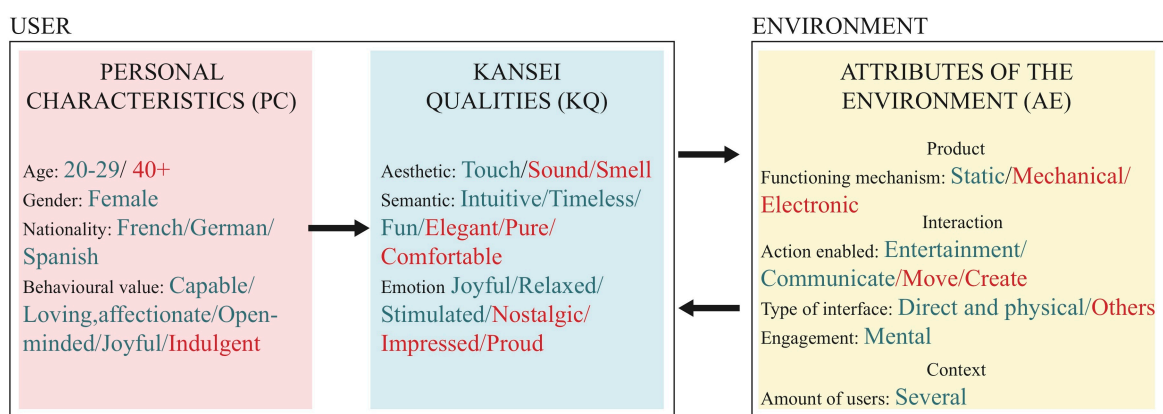 USER
PERSONAL
CHARACTERISTICS (PC)
Age: 20-29/ 40+
Gender: Female
Nationality: French/German/
Spanish
Behavioural value: Capable/
Loving,affectionate/Open-
minded/Joyful/Indulgent
KANSEI
QUALITIES (KQ)
Aesthetic: Touch/Sound/Smell
Semantic: Intuitive/Timeless/
Fun/Elegant/Pure/
Comfortable
Emotion Joyful/Relaxed/
Stimulated/Nostalgic/
Impressed/Proud
ENVIRONMENT
ATTRIBUTES OF THE
ENVIRONMENT (AE)
Product
Functioning mechanism: Static/Mechanical/
Electronic
Interaction
Action enabled: Entertainment/
Communicate/Move/Create
Type of interface: Direct and physical/Others
Engagement: Mental
Context
Amount of users: Several